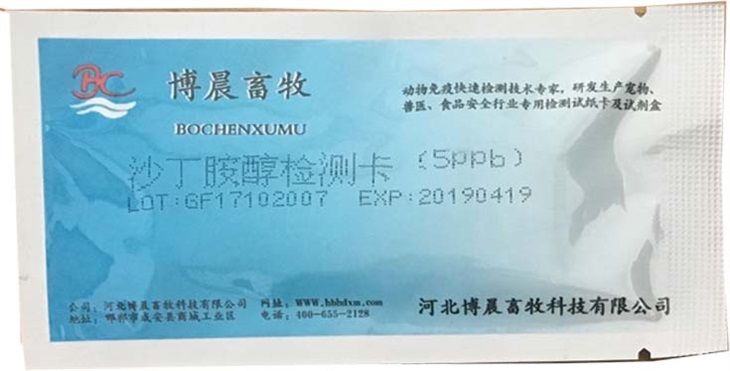 BC
博晨畜牧
BOCHENXUMU
动物免疫快速检测技术专家,研发生产宠物、
兽医、食品安全行业专用检测试纸卡及试剂盒
沙丁胺醇检测卡 (5ppb)
LOT:GF17102007 EXP:20190419
公司:河北博晨畜牧科技有限公司 网址:WWW.hbhdxm.com
地址:邯郸市成安县商城工业区 电话:400-655-2128
河北博晨畜牧科技有限公司